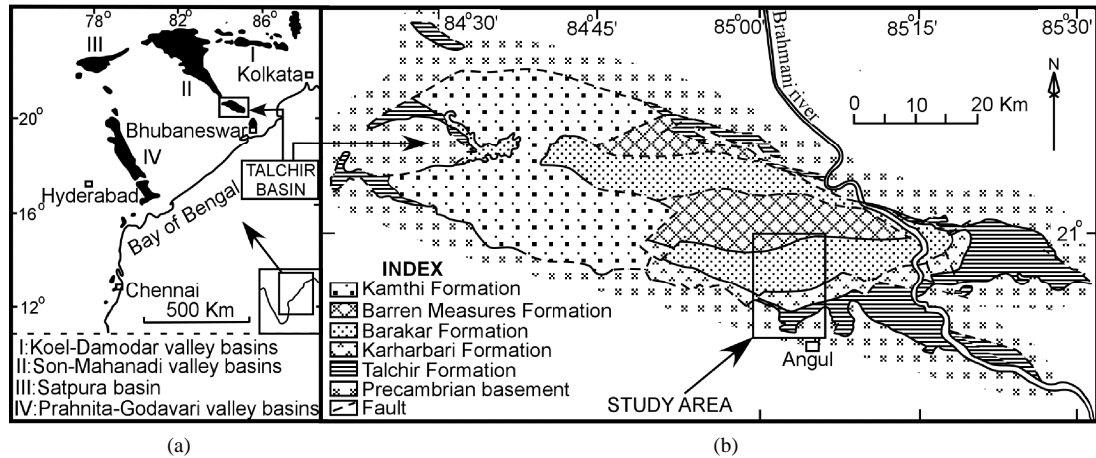 78° 82° 86°
III
I
Kolkata
II
20°
Bhubaneswar
IV
TALCHIR
BASIN
Hyderabad
16°
Bay of Bengal
Chennai
12°
500 Km
I:Koel-Damodar valley basins
II:Son-Mahanadi valley basins
III:Satpura basin
IV:Prahnita-Godavari valley basins
(a)
84°30' 84°45' 85°00' 85°15' 85°30'
Brahmani river
N
0 10 20 Km
21°
INDEX
Kamthi Formation
Barren Measures Formation
Barakar Formation
Karharbari Formation
Talchir Formation
Precambrian basement
Fault
Angul
STUDY AREA
(b)